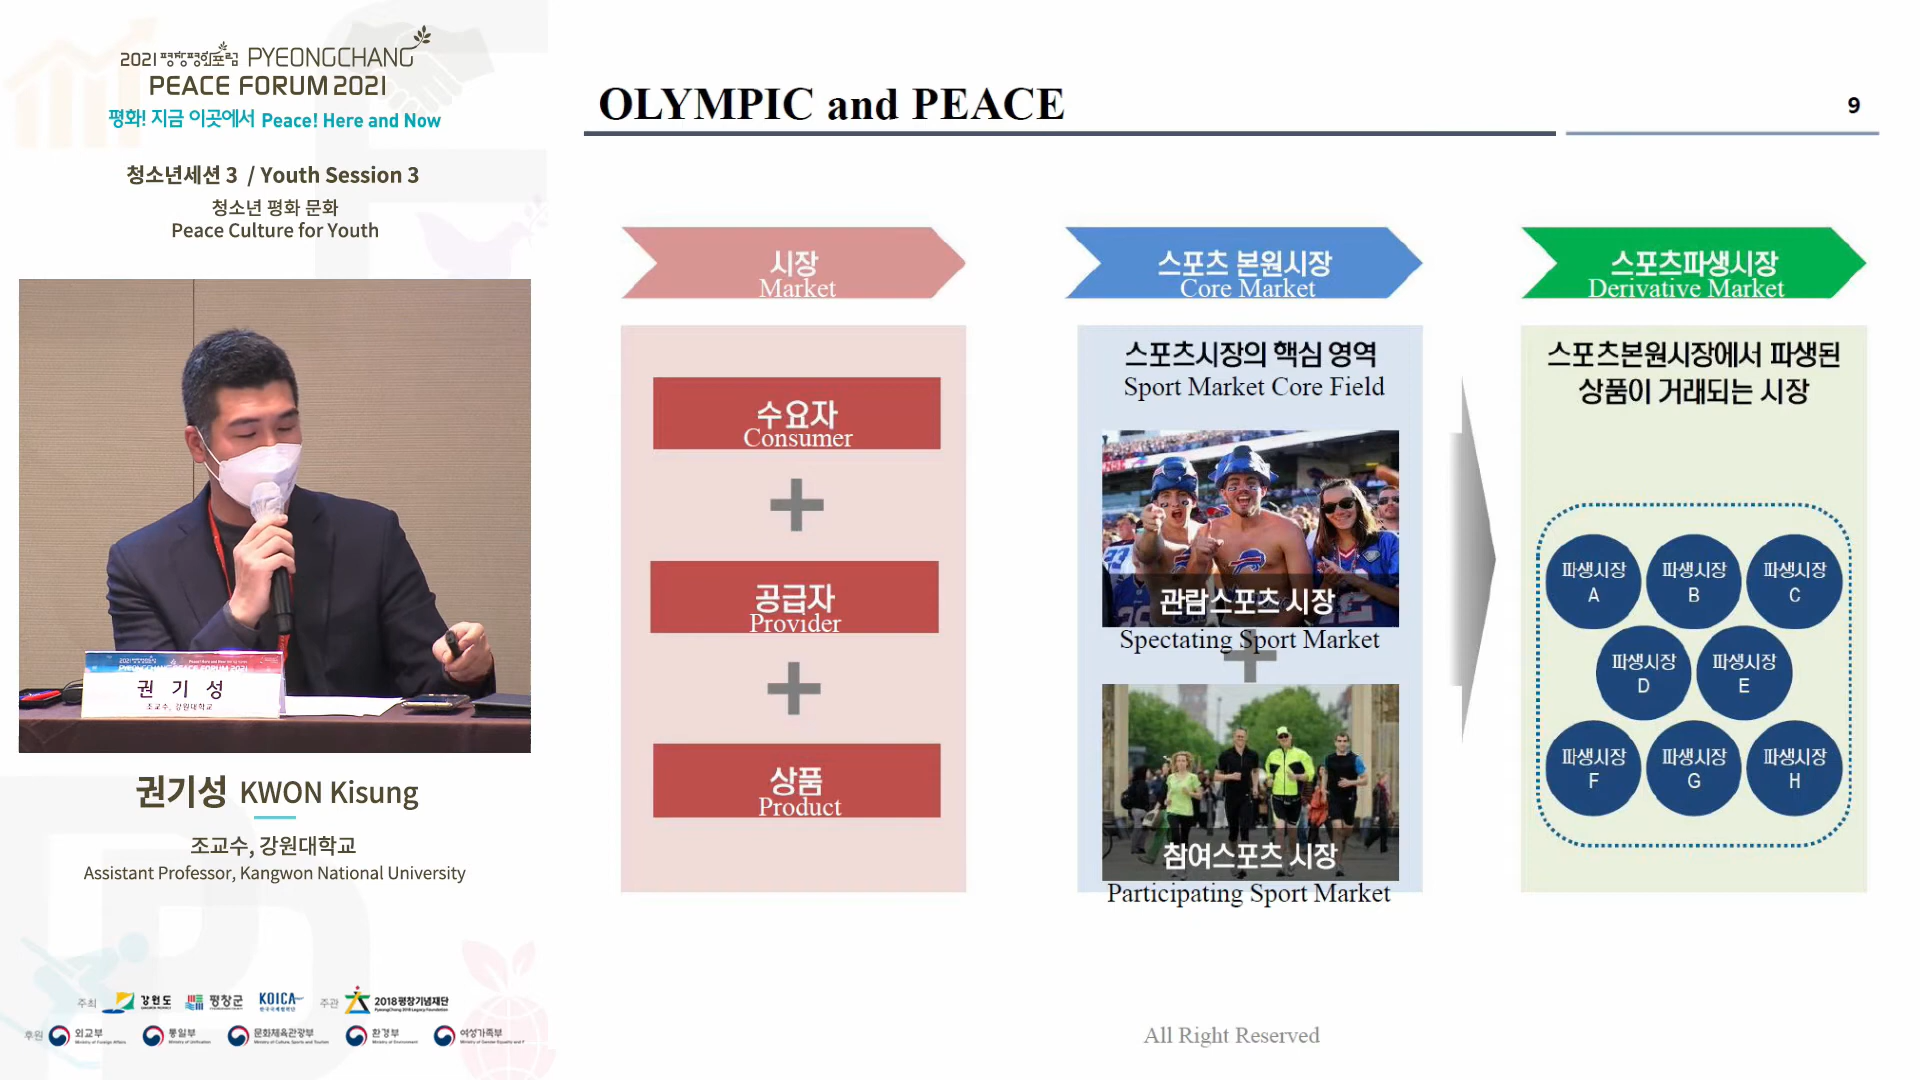 2021 평창평화포럼 PYEONGCHANG
PEACE FORUM 2021
평화! 지금 이곳에서 Peace! Here and Now
청소년세션 3 / Youth Session 3
청소년 평화 문화
Peace Culture for Youth
PYEONGCHANG PEACE FORUM 2021
권 기 성
조교수, 강원대학교
권기성 KWON Kisung
조교수, 강원대학교
Assistant Professor, Kangwon National University
주최 강원도 평창군 KOICA 주관 2018평창기념재단
후원 외교부 통일부 문화체육관광부 환경부 여성가족부
OLYMPIC and PEACE
9
시장
Market
수요자
Consumer
공급자
Provider
상품
Product
스포츠 본원시장
Core Market
스포츠시장의 핵심 영역
Sport Market Core Field
관람스포츠 시장
Spectating Sport Market
참여스포츠 시장
Participating Sport Market
스포츠파생시장
Derivative Market
스포츠본원시장에서 파생된
상품이 거래되는 시장
파생시장
A
파생시장
B
파생시장
C
파생시장
D
파생시장
E
파생시장
F
파생시장
G
파생시장
H
All Right Reserved